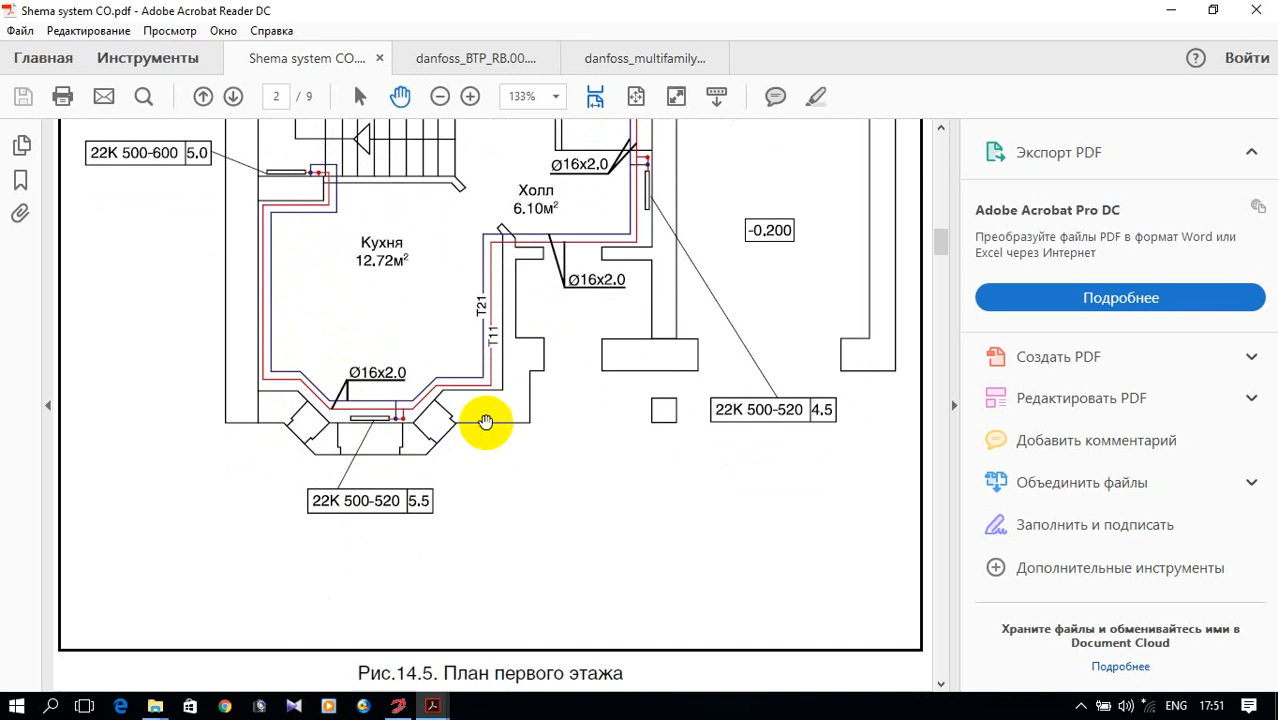 Shema system CO.pdf - Adobe Acrobat Reader DC
Файл Редактирование Просмотр Окно Справка
Главная Инструменты Shema system CO.... × danfoss_BTP_RB.00.... danfoss_multifamily... Войти
2 / 9 133%
22K 500-600 5.0
Ø16x2.0
Холл
6.10м²
-0,200
Кухня
12.72м²
Ø16x2.0
T21
T11
Ø16x2.0
22K 500-520 4.5
22K 500-520 5.5
Рис.14.5. План первого этажа
Экспорт PDF
Adobe Acrobat Pro DC
Преобразуйте файлы PDF в формат Word или
Excel через Интернет
Подробнее
Создать PDF
Редактировать PDF
Добавить комментарий
Объединить файлы
Заполнить и подписать
Дополнительные инструменты
Храните файлы и обменивайтесь ими в
Document Cloud
Подробнее
ENG 17:51